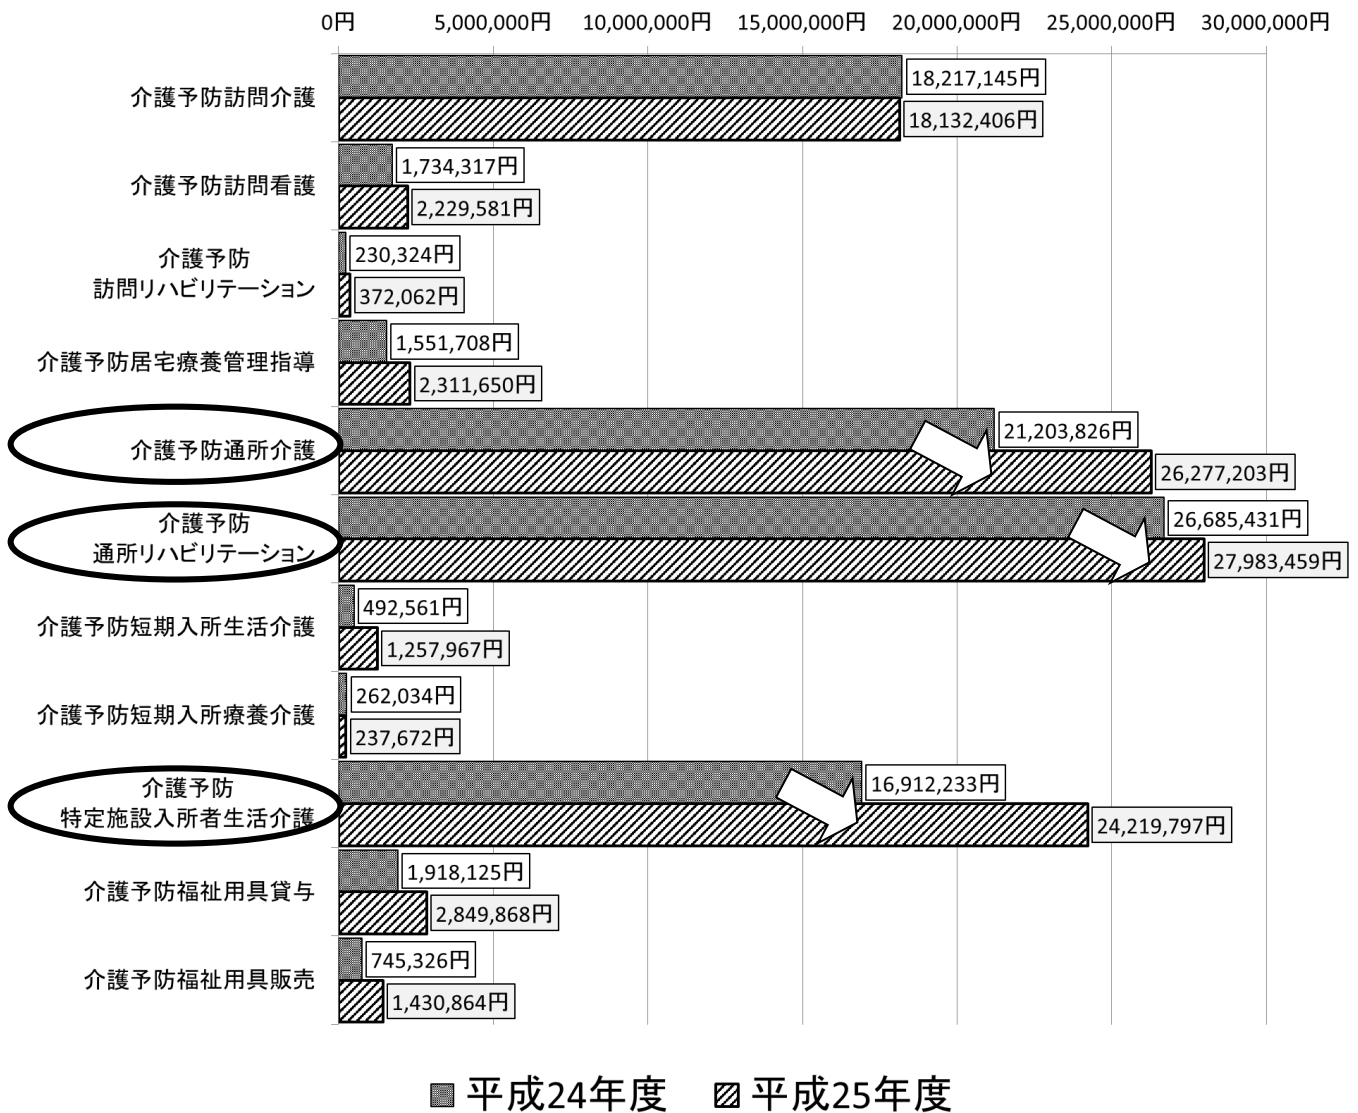 0円 5,000,000円 10,000,000円 15,000,000円 20,000,000円 25,000,000円 30,000,000円
介護予防訪問介護
18,217,145円
18,132,406円
介護予防訪問看護
1,734,317円
2,229,581円
介護予防
訪問リハビリテーション
230,324円
372,062円
介護予防居宅療養管理指導
1,551,708円
2,311,650円
介護予防通所介護
21,203,826円
26,277,203円
介護予防
通所リハビリテーション
26,685,431円
27,983,459円
介護予防短期入所生活介護
492,561円
1,257,967円
介護予防短期入所療養介護
262,034円
237,672円
介護予防
特定施設入所者生活介護
16,912,233円
24,219,797円
介護予防福祉用具貸与
1,918,125円
2,849,868円
介護予防福祉用具販売
745,326円
1,430,864円
平成24年度 平成25年度